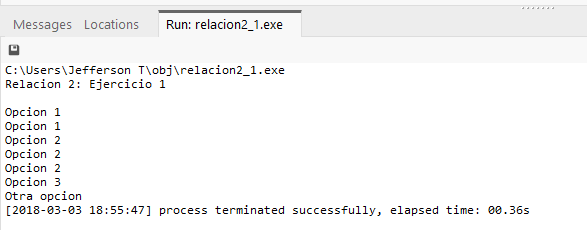 Messages Locations Run: relacion2_1.exe
C:\Users\Jefferson T\obj\relacion2_1.exe
Relacion 2: Ejercicio 1
Opcion 1
Opcion 1
Opcion 2
Opcion 2
Opcion 2
Opcion 3
Otra opcion
[2018-03-03 18:55:47] process terminated successfully, elapsed time: 00.36s